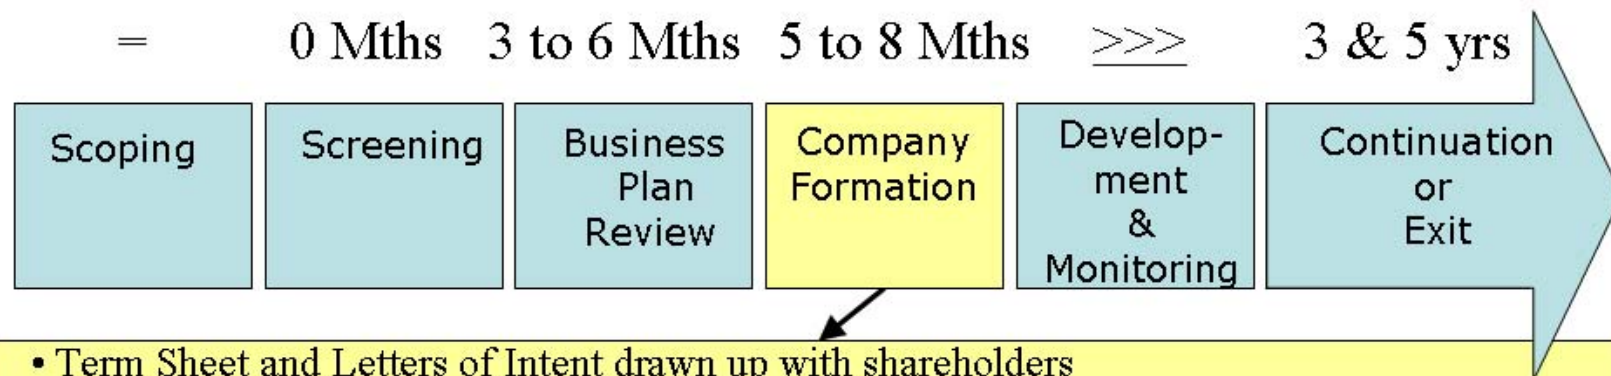 = 0 Mths 3 to 6 Mths 5 to 8 Mths >>> 3 & 5 yrs
Scoping
Screening
Business
Plan
Review
Company
Formation
Develop-
ment
&
Monitoring
Continuation
or
Exit
• Term Sheet and Letters of Intent drawn up with shareholders